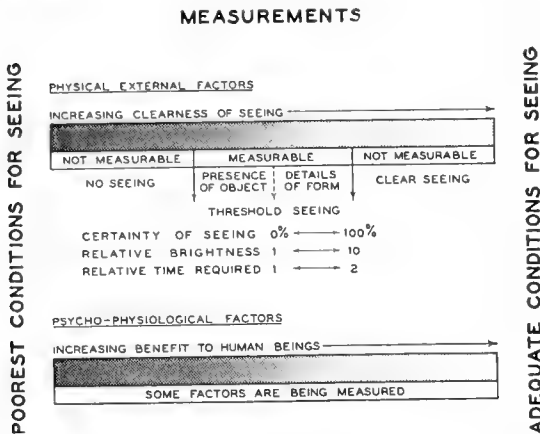 MEASUREMENTS
POOREST CONDITIONS FOR SEEING
PHYSICAL EXTERNAL FACTORS
INCREASING CLEARNESS OF SEEING
NOT MEASURABLE MEASURABLE NOT MEASURABLE
NO SEEING PRESENCE OF OBJECT DETAILS OF FORM CLEAR SEEING
THRESHOLD SEEING
CERTAINTY OF SEEING 0% 100%
RELATIVE BRIGHTNESS 1 10
RELATIVE TIME REQUIRED 1 2
PSYCHO-PHYSIOLOGICAL FACTORS
INCREASING BENEFIT TO HUMAN BEINGS
SOME FACTORS ARE BEING MEASURED
ADEQUATE CONDITIONS FOR SEEING